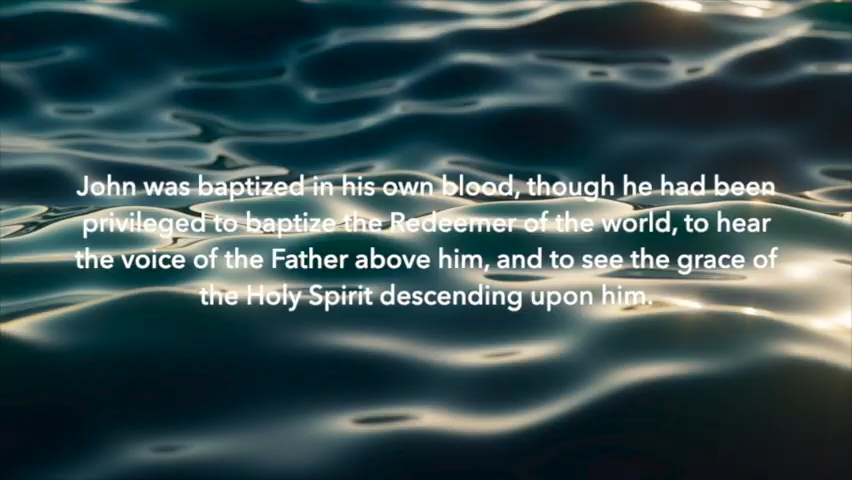 John was baptized in his own blood, though he had been
privileged to baptize the Redeemer of the world, to hear
the voice of the Father above him, and to see the grace of
the Holy Spirit descending upon him.